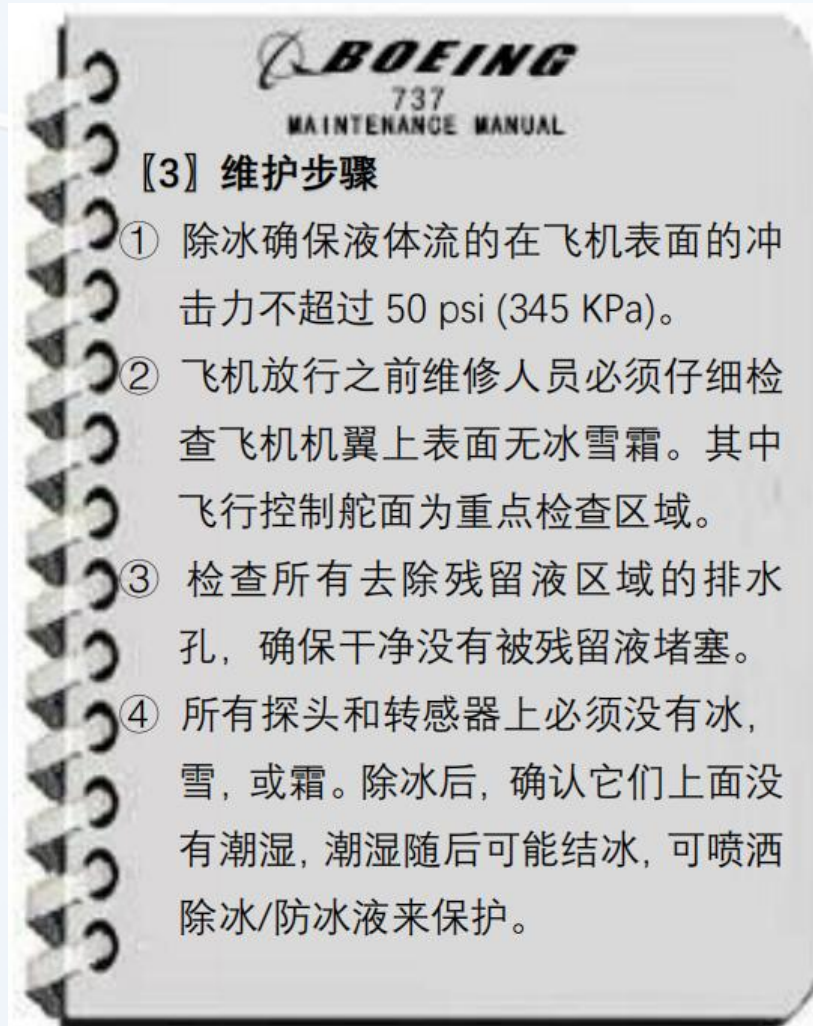 BOEING
737
MAINTENANCE MANUAL
〖3〗维护步骤
① 除冰确保液体流的在飞机表面的冲
击力不超过 50 psi (345 KPa)。
② 飞机放行之前维修人员必须仔细检
查飞机机翼上表面无冰雪霜。其中
飞行控制舵面为重点检查区域。
③ 检查所有去除残留液区域的排水
孔，确保干净没有被残留液堵塞。
④ 所有探头和转感器上必须没有冰，
雪，或霜。除冰后，确认它们上面没
有潮湿，潮湿随后可能结冰，可喷洒
除冰/防冰液来保护。